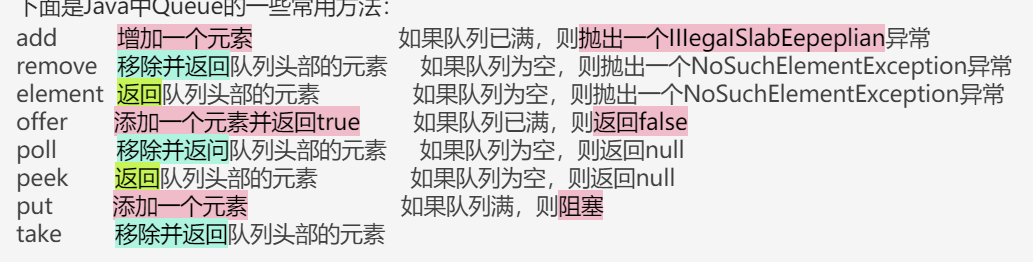 下面是Java中Queue的一些常用方法：
add 增加一个元索 如果队列已满，则抛出一个IIIegaISlabEepeplian异常
remove 移除并返回队列头部的元素 如果队列为空，则抛出一个NoSuchElementException异常
element 返回队列头部的元素 如果队列为空，则抛出一个NoSuchElementException异常
offer 添加一个元素并返回true 如果队列已满，则返回false
poll 移除并返问队列头部的元素 如果队列为空，则返回null
peek 返回队列头部的元素 如果队列为空，则返回null
put 添加一个元素 如果队列满，则阻塞
take 移除并返回队列头部的元素